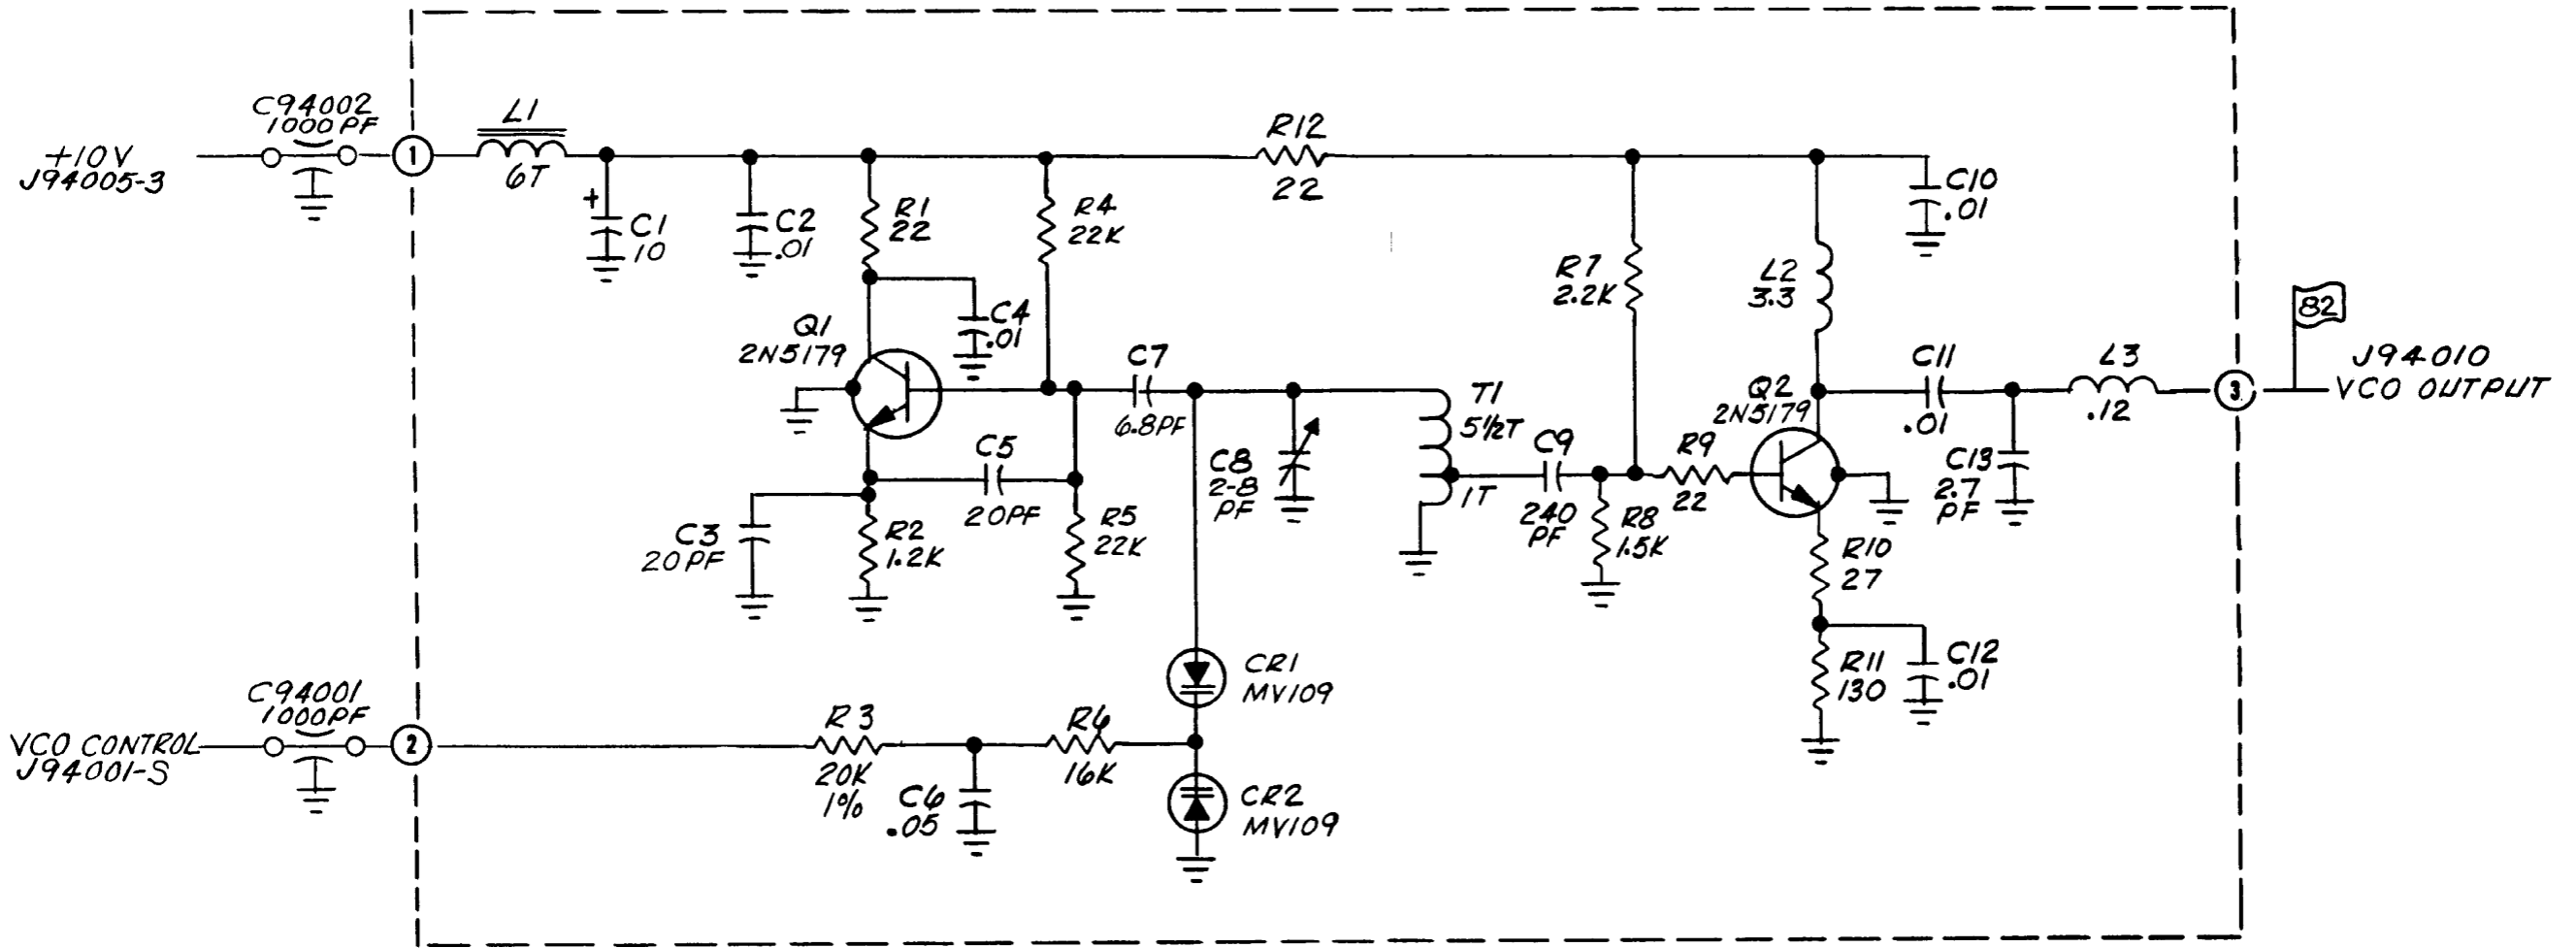 C94002
1000 PF
+10V
J94005-3
1
L1
6T
C1
10
+
C2
.01
R1
22
R4
22K
R12
22
C10
.01
Q1
2N5179
C4
.01
C7
6.8PF
C5
20PF
C3
20PF
R2
1.2K
R5
22K
C8
2-8
PF
T1
5½T
1T
C9
240
PF
R7
2.2K
R8
1.5K
R9
22
L2
3.3
Q2
2N5179
C11
.01
L3
.12
C13
2.7
PF
3
82
J94010
VCO OUTPUT
R10
27
R11
130
C12
.01
C94001
1000PF
VCO CONTROL
J94001-S
2
R3
20K
1%
C6
.05
R6
16K
CR1
MV109
CR2
MV109